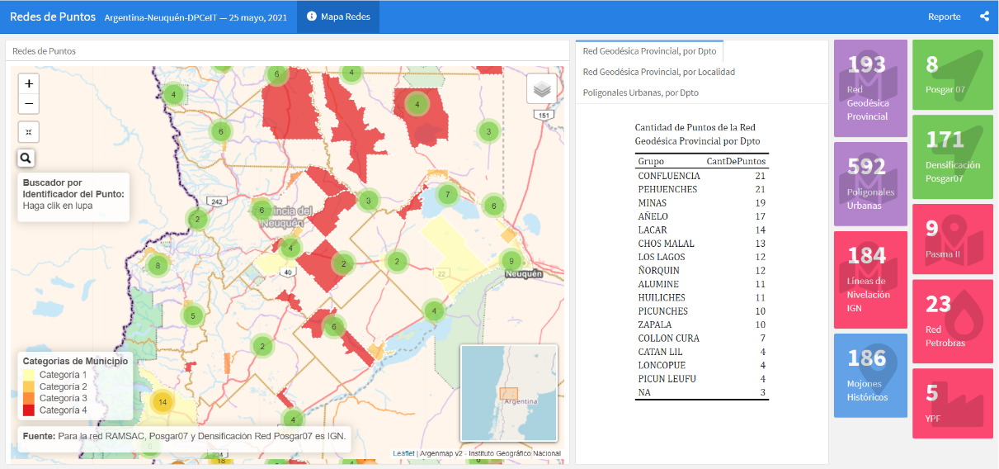 Redes de Puntos Argentina-Neuquén-DPCeIT — 25 mayo, 2021 Mapa Redes Reporte
Redes de Puntos
+
−
Buscador por
Identificador del Punto:
Haga clik en lupa
4
6
4
6
4
3
151
242
2
6
Provincia del
Neuquén
3
7
6
8
4
40
2
2
22
9
Neuquén
5
6
4
2
14
4
6
234
18
4
6
Categorias de Municipio
Categoría 1
Categoría 2
Categoría 3
Categoría 4
Fuente: Para la red RAMSAC, Posgar07 y Densificación Red Posgar07 es IGN.
Argentina
Leaflet | Argenmap v2 - Instituto Geográfico Nacional
Red Geodésica Provincial, por Dpto
Red Geodésica Provincial, por Localidad
Poligonales Urbanas, por Dpto
Cantidad de Puntos de la Red
Geodésica Provincial por Dpto
Grupo CantDePuntos
CONFLUENCIA 21
PEHUENCHES 21
MINAS 19
AÑELO 17
LACAR 14
CHOS MALAL 13
LOS LAGOS 12
ÑORQUIN 12
ALUMINE 11
HUILICHES 11
PICUNCHES 10
ZAPALA 10
COLLON CURA 7
CATAN LIL 4
LONCOPUE 4
PICUN LEUFU 4
NA 3
193
Red
Geodésica
Provincial
592
Poligonales
Urbanas
184
Líneas de
Nivelación
IGN
186
Mojones
Históricos
8
Posgar 07
171
Densificación
Posgar07
9
Pasma II
23
Red
Petrobras
5
YPF